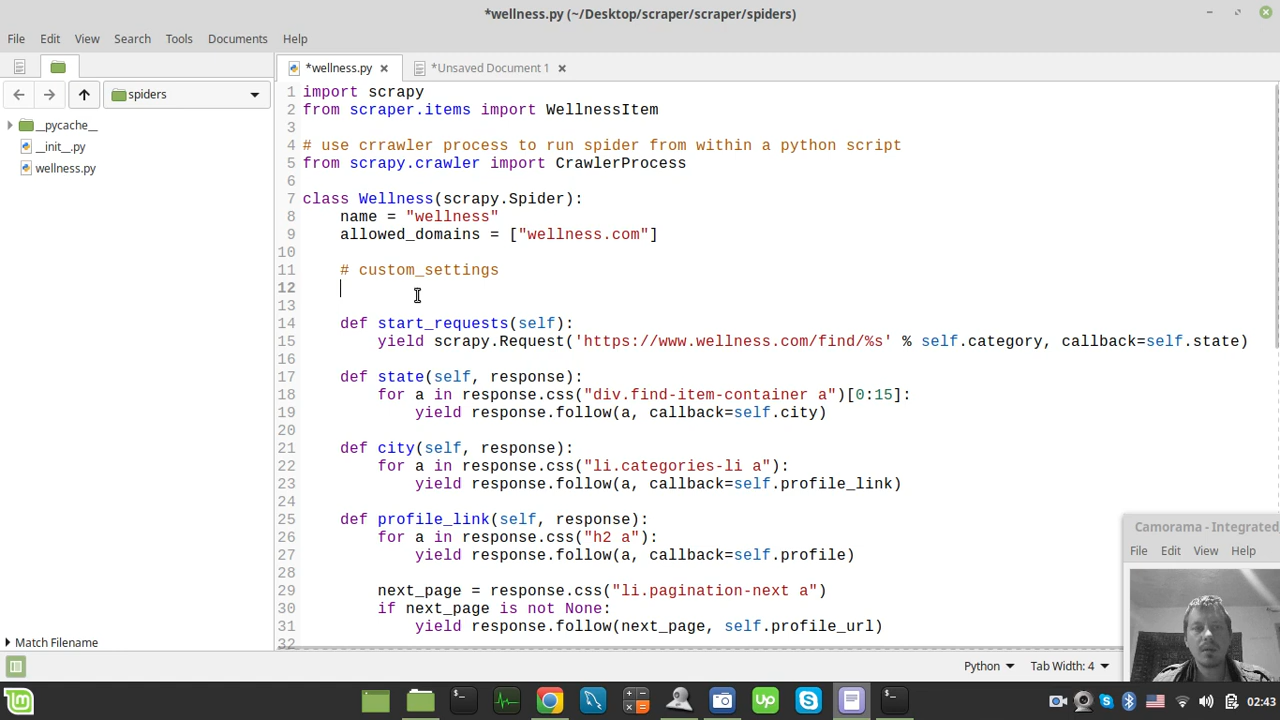 *wellness.py (~/Desktop/scraper/scraper/spiders)
File Edit View Search Tools Documents Help
*wellness.py *Unsaved Document 1
spiders
__pycache__
__init__.py
wellness.py
1 import scrapy
2 from scraper.items import WellnessItem
3
4 # use crrawler process to run spider from within a python script
5 from scrapy.crawler import CrawlerProcess
6
7 class Wellness(scrapy.Spider):
8 name = "wellness"
9 allowed_domains = ["wellness.com"]
10
11 # custom_settings
12
13
14 def start_requests(self):
15 yield scrapy.Request('https://www.wellness.com/find/%s' % self.category, callback=self.state)
16
17 def state(self, response):
18 for a in response.css("div.find-item-container a")[0:15]:
19 yield response.follow(a, callback=self.city)
20
21 def city(self, response):
22 for a in response.css("li.categories-li a"):
23 yield response.follow(a, callback=self.profile_link)
24
25 def profile_link(self, response):
26 for a in response.css("h2 a"):
27 yield response.follow(a, callback=self.profile)
28
29 next_page = response.css("li.pagination-next a")
30 if next_page is not None:
31 yield response.follow(next_page, self.profile_url)
32
Camorama - Integrated
File Edit View Help
Match Filename
Python Tab Width: 4
Up
02:43